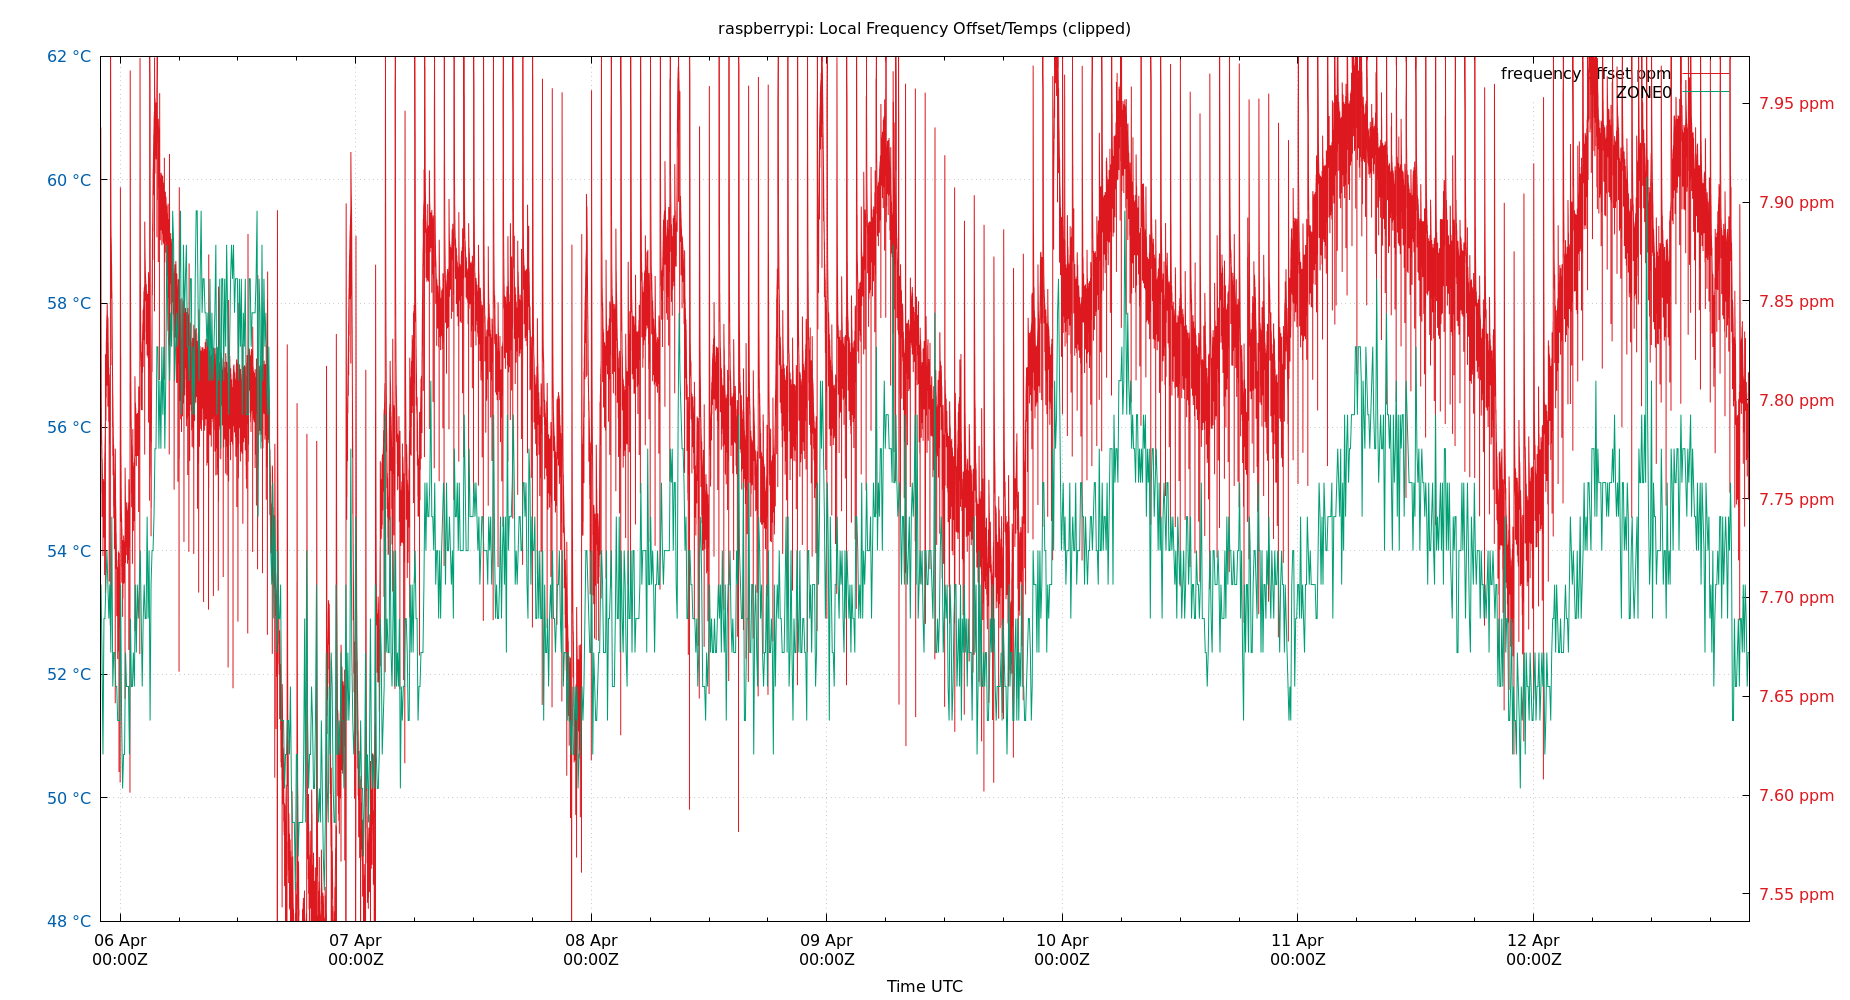 raspberrypi: Local Frequency Offset/Temps (clipped)
62 °C
60 °C
58 °C
56 °C
54 °C
52 °C
50 °C
48 °C
frequency offset ppm
ZONE0
7.95 ppm
7.90 ppm
7.85 ppm
7.80 ppm
7.75 ppm
7.70 ppm
7.65 ppm
7.60 ppm
7.55 ppm
06 Apr 07 Apr 08 Apr 09 Apr 10 Apr 11 Apr 12 Apr
00:00Z 00:00Z 00:00Z 00:00Z 00:00Z 00:00Z 00:00Z
Time UTC